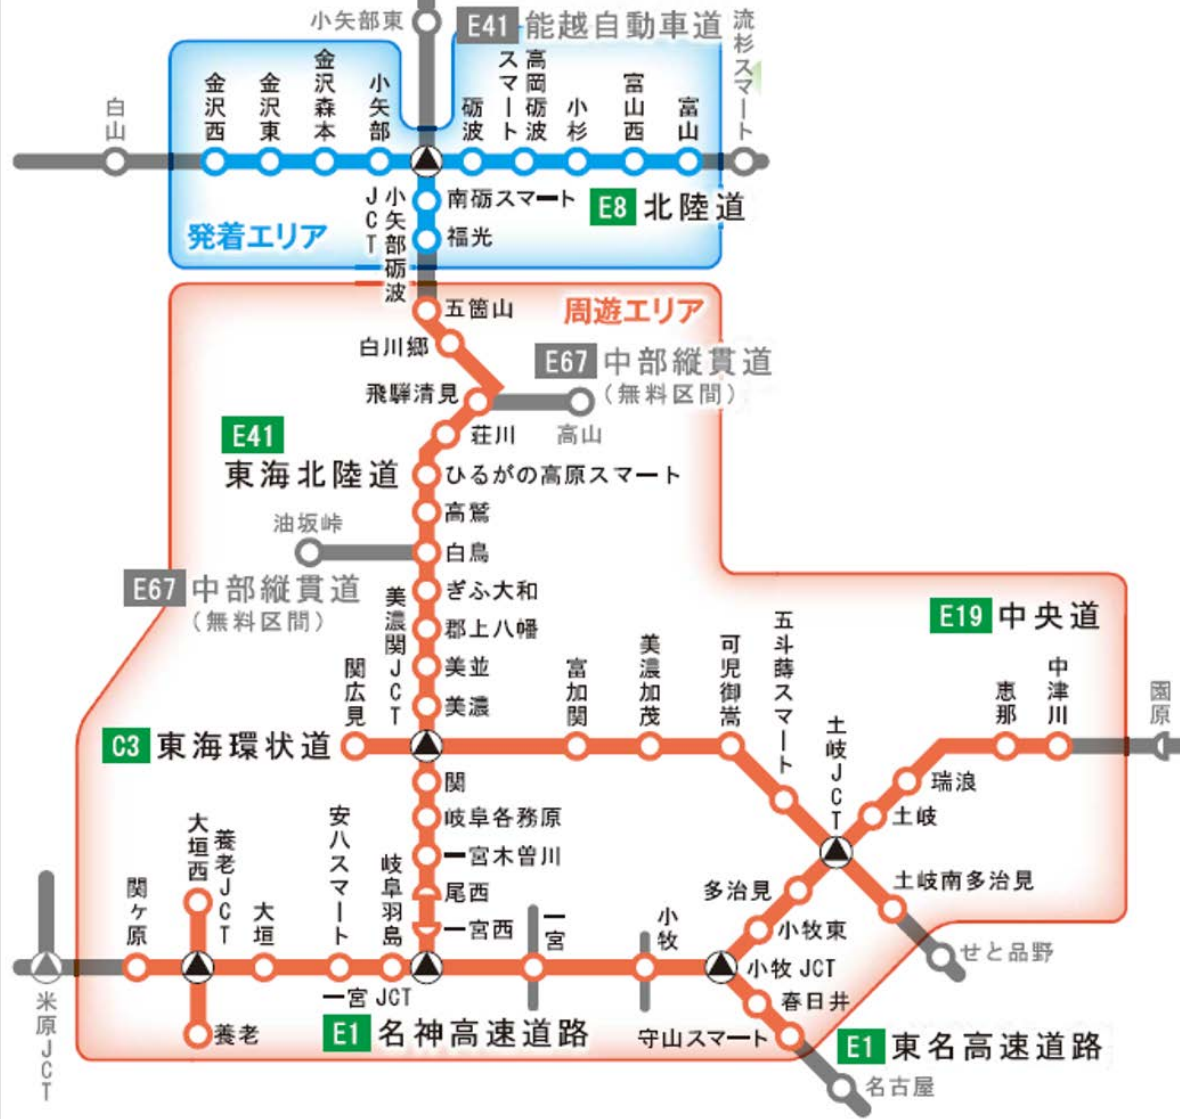 小矢部東
E41 能越自動車道
流杉スマート
白山
金沢西
金沢東
金沢森本
小矢部
砺波
高岡砺波スマート
小杉
富山西
富山
小矢部砺波JCT
南砺スマート
E8 北陸道
福光
発着エリア
周遊エリア
五箇山
白川郷
E67 中部縦貫道
(無料区間)
飛騨清見
高山
荘川
E41
東海北陸道
ひるがの高原スマート
高鷲
油坂峠
白鳥
E67 中部縦貫道
(無料区間)
ぎふ大和
郡上八幡
美並
美濃
美濃関JCT
E19 中央道
関広見
富加関
美濃加茂
可児御嵩
五斗蒔スマート
土岐JCT
恵那
中津川
園原
C3 東海環状道
関
瑞浪
土岐
岐阜各務原
一宮木曽川
尾西
一宮西
多治見
土岐南多治見
小牧東
せと品野
関ヶ原
大垣西
養老JCT
大垣
安八スマート
岐阜羽島
一宮JCT
一宮
小牧
小牧JCT
春日井
守山スマート
米原JCT
養老
E1 名神高速道路
E1 東名高速道路
名古屋